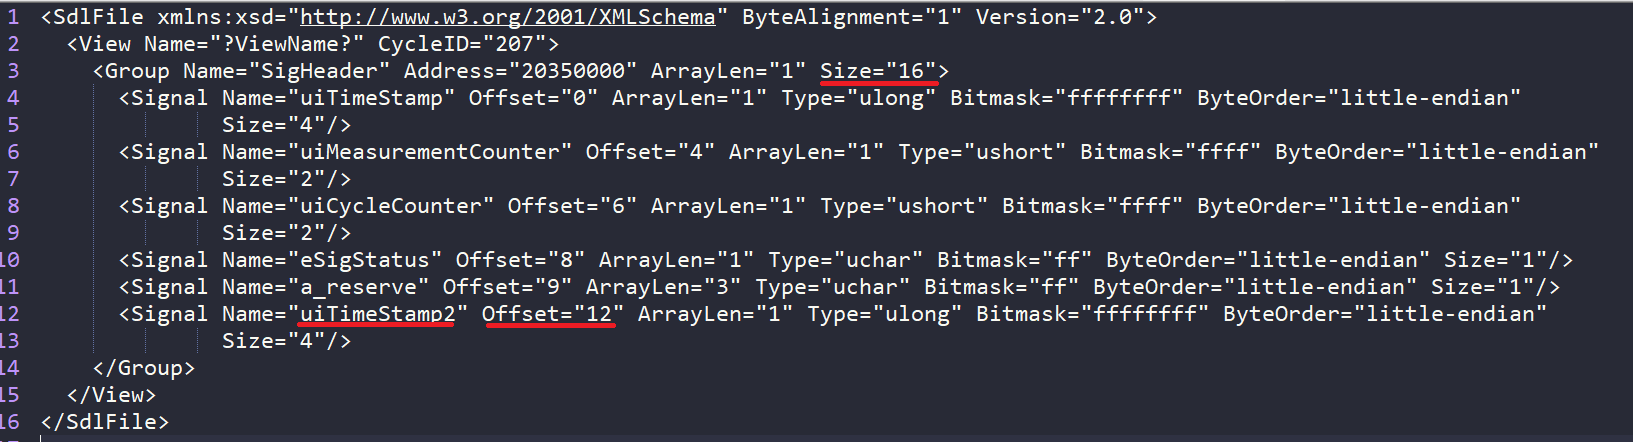 1 <SdlFile xmlns:xsd="http://www.w3.org/2001/XMLSchema" ByteAlignment="1" Version="2.0">
2 <View Name="?ViewName?" CycleID="207">
3 <Group Name="SigHeader" Address="20350000" ArrayLen="1" Size="16">
4 <Signal Name="uiTimeStamp" Offset="0" ArrayLen="1" Type="ulong" Bitmask="ffffffff" ByteOrder="little-endian"
5 Size="4"/>
6 <Signal Name="uiMeasurementCounter" Offset="4" ArrayLen="1" Type="ushort" Bitmask="ffff" ByteOrder="little-endian"
7 Size="2"/>
8 <Signal Name="uiCycleCounter" Offset="6" ArrayLen="1" Type="ushort" Bitmask="ffff" ByteOrder="little-endian"
9 Size="2"/>
10 <Signal Name="eSigStatus" Offset="8" ArrayLen="1" Type="uchar" Bitmask="ff" ByteOrder="little-endian" Size="1"/>
11 <Signal Name="a_reserve" Offset="9" ArrayLen="3" Type="uchar" Bitmask="ff" ByteOrder="little-endian" Size="1"/>
12 <Signal Name="uiTimeStamp2" Offset="12" ArrayLen="1" Type="ulong" Bitmask="ffffffff" ByteOrder="little-endian"
13 Size="4"/>
14 </Group>
15 </View>
16 </SdlFile>